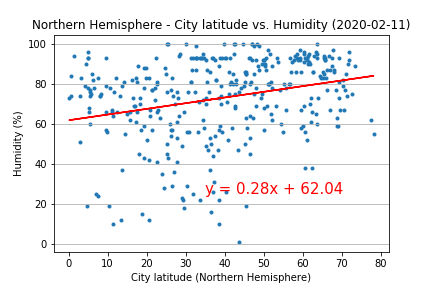 Northern Hemisphere - City latitude vs. Humidity (2020-02-11)
100
80
60
40
20
0
Humidity (%)
y = 0.28x + 62.04
0 10 20 30 40 50 60 70 80
City latitude (Northern Hemisphere)